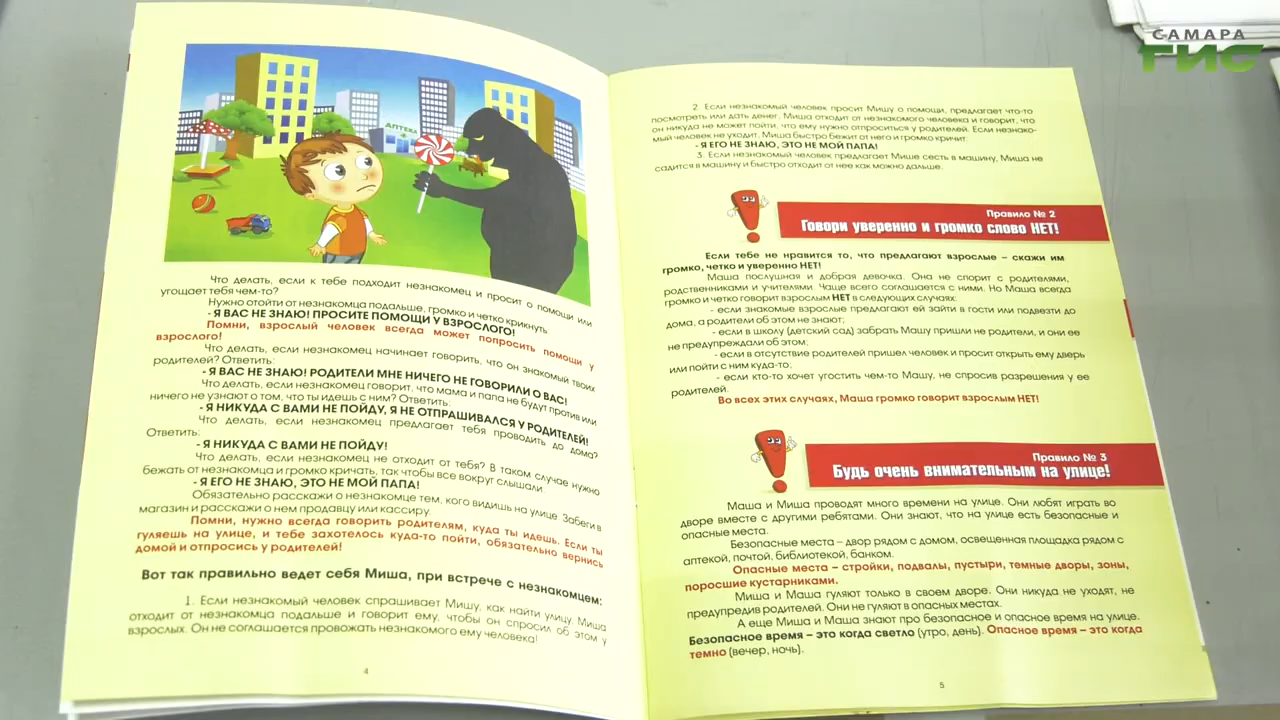 САМАРА
ГИС
АПТЕКА
Что делать, если к тебе подходит незнакомец и просит о помощи или
угощает тебя чем-то?
Нужно отойти от незнакомца подальше, громко и четко крикнуть
- Я ВАС НЕ ЗНАЮ! ПРОСИТЕ ПОМОЩИ У ВЗРОСЛОГО!
Помни, взрослый человек всегда может попросить помощи у
взрослого!
Что делать, если незнакомец начинает говорить, что он знакомый твоих
родителей? Ответить:
- Я ВАС НЕ ЗНАЮ! РОДИТЕЛИ МНЕ НИЧЕГО НЕ ГОВОРИЛИ О ВАС!
Что делать, если незнакомец говорит, что мама и папа не будут против или
ничего не узнают о том, что ты идешь с ним? Ответить:
- Я НИКУДА С ВАМИ НЕ ПОЙДУ, Я НЕ ОТПРАШИВАЛСЯ У РОДИТЕЛЕЙ!
Что делать, если незнакомец предлагает тебя проводить до дома?
Ответить:
- Я НИКУДА С ВАМИ НЕ ПОЙДУ!
Что делать, если незнакомец не отходит от тебя? В таком случае нужно
бежать от незнакомца и громко кричать, так чтобы все вокруг слышали
- Я ЕГО НЕ ЗНАЮ, ЭТО НЕ МОЙ ПАПА!
Обязательно расскажи о незнакомце тем, кого видишь на улице. Забеги в
магазин и расскажи о нем продавцу или кассиру.
Помни, нужно всегда говорить родителям, куда ты идешь. Если ты
гуляешь на улице, и тебе захотелось куда-то пойти, обязательно вернись
домой и отпросись у родителей!
Вот так правильно ведет себя Миша, при встрече с незнакомцем:
1. Если незнакомый человек спрашивает Мишу, как найти улицу, Миша
отходит от незнакомца подальше и говорит ему, чтобы он спросил об этом у
взрослых. Он не соглашается провожать незнакомого ему человека!
4
2. Если незнакомый человек просит Мишу о помощи, предлагает что-то
посмотреть или дать денег, Миша отходит от незнакомого человека и говорит, что
он никуда не может пойти, что ему нужно отпроситься у родителей. Если незнако-
мый человек не уходит, Миша быстро бежит от него и громко кричит:
- Я ЕГО НЕ ЗНАЮ, ЭТО НЕ МОЙ ПАПА!
3. Если незнакомый человек предлагает Мише сесть в машину, Миша не
садится в машину и быстро отходит от нее как можно дальше.
Правило № 2
Говори уверенно и громко слово НЕТ!
Если тебе не нравится то, что предлагают взрослые – скажи им
громко, четко и уверенно НЕТ!
Маша послушная и добрая девочка. Она не спорит с родителями,
родственниками и учителями. Чаще всего соглашается с ними. Но Маша всегда
громко и четко говорит взрослым НЕТ в следующих случаях:
- если знакомые взрослые предлагают ей зайти в гости или подвезти до
дома, а родители об этом не знают;
- если в школу (детский сад) забрать Машу пришли не родители, и они ее
не предупреждали об этом;
- если в отсутствие родителей пришел человек и просит открыть ему дверь
или пойти с ним куда-то;
- если кто-то хочет угостить чем-то Машу, не спросив разрешения у ее
родителей.
Во всех этих случаях, Маша громко говорит взрослым НЕТ!
Правило № 3
Будь очень внимательным на улице!
Маша и Миша проводят много времени на улице. Они любят играть во
дворе вместе с другими ребятами. Они знают, что на улице есть безопасные и
опасные места.
Безопасные места – двор рядом с домом, освещенная площадка рядом с
аптекой, почтой, библиотекой, банком.
Опасные места – стройки, подвалы, пустыри, темные дворы, зоны,
поросшие кустарниками.
Миша и Маша гуляют только в своем дворе. Они никуда не уходят, не
предупредив родителей. Они не гуляют в опасных местах.
А еще Миша и Маша знают про безопасное и опасное время на улице.
Безопасное время – это когда светло (утро, день). Опасное время – это когда
темно (вечер, ночь).
5